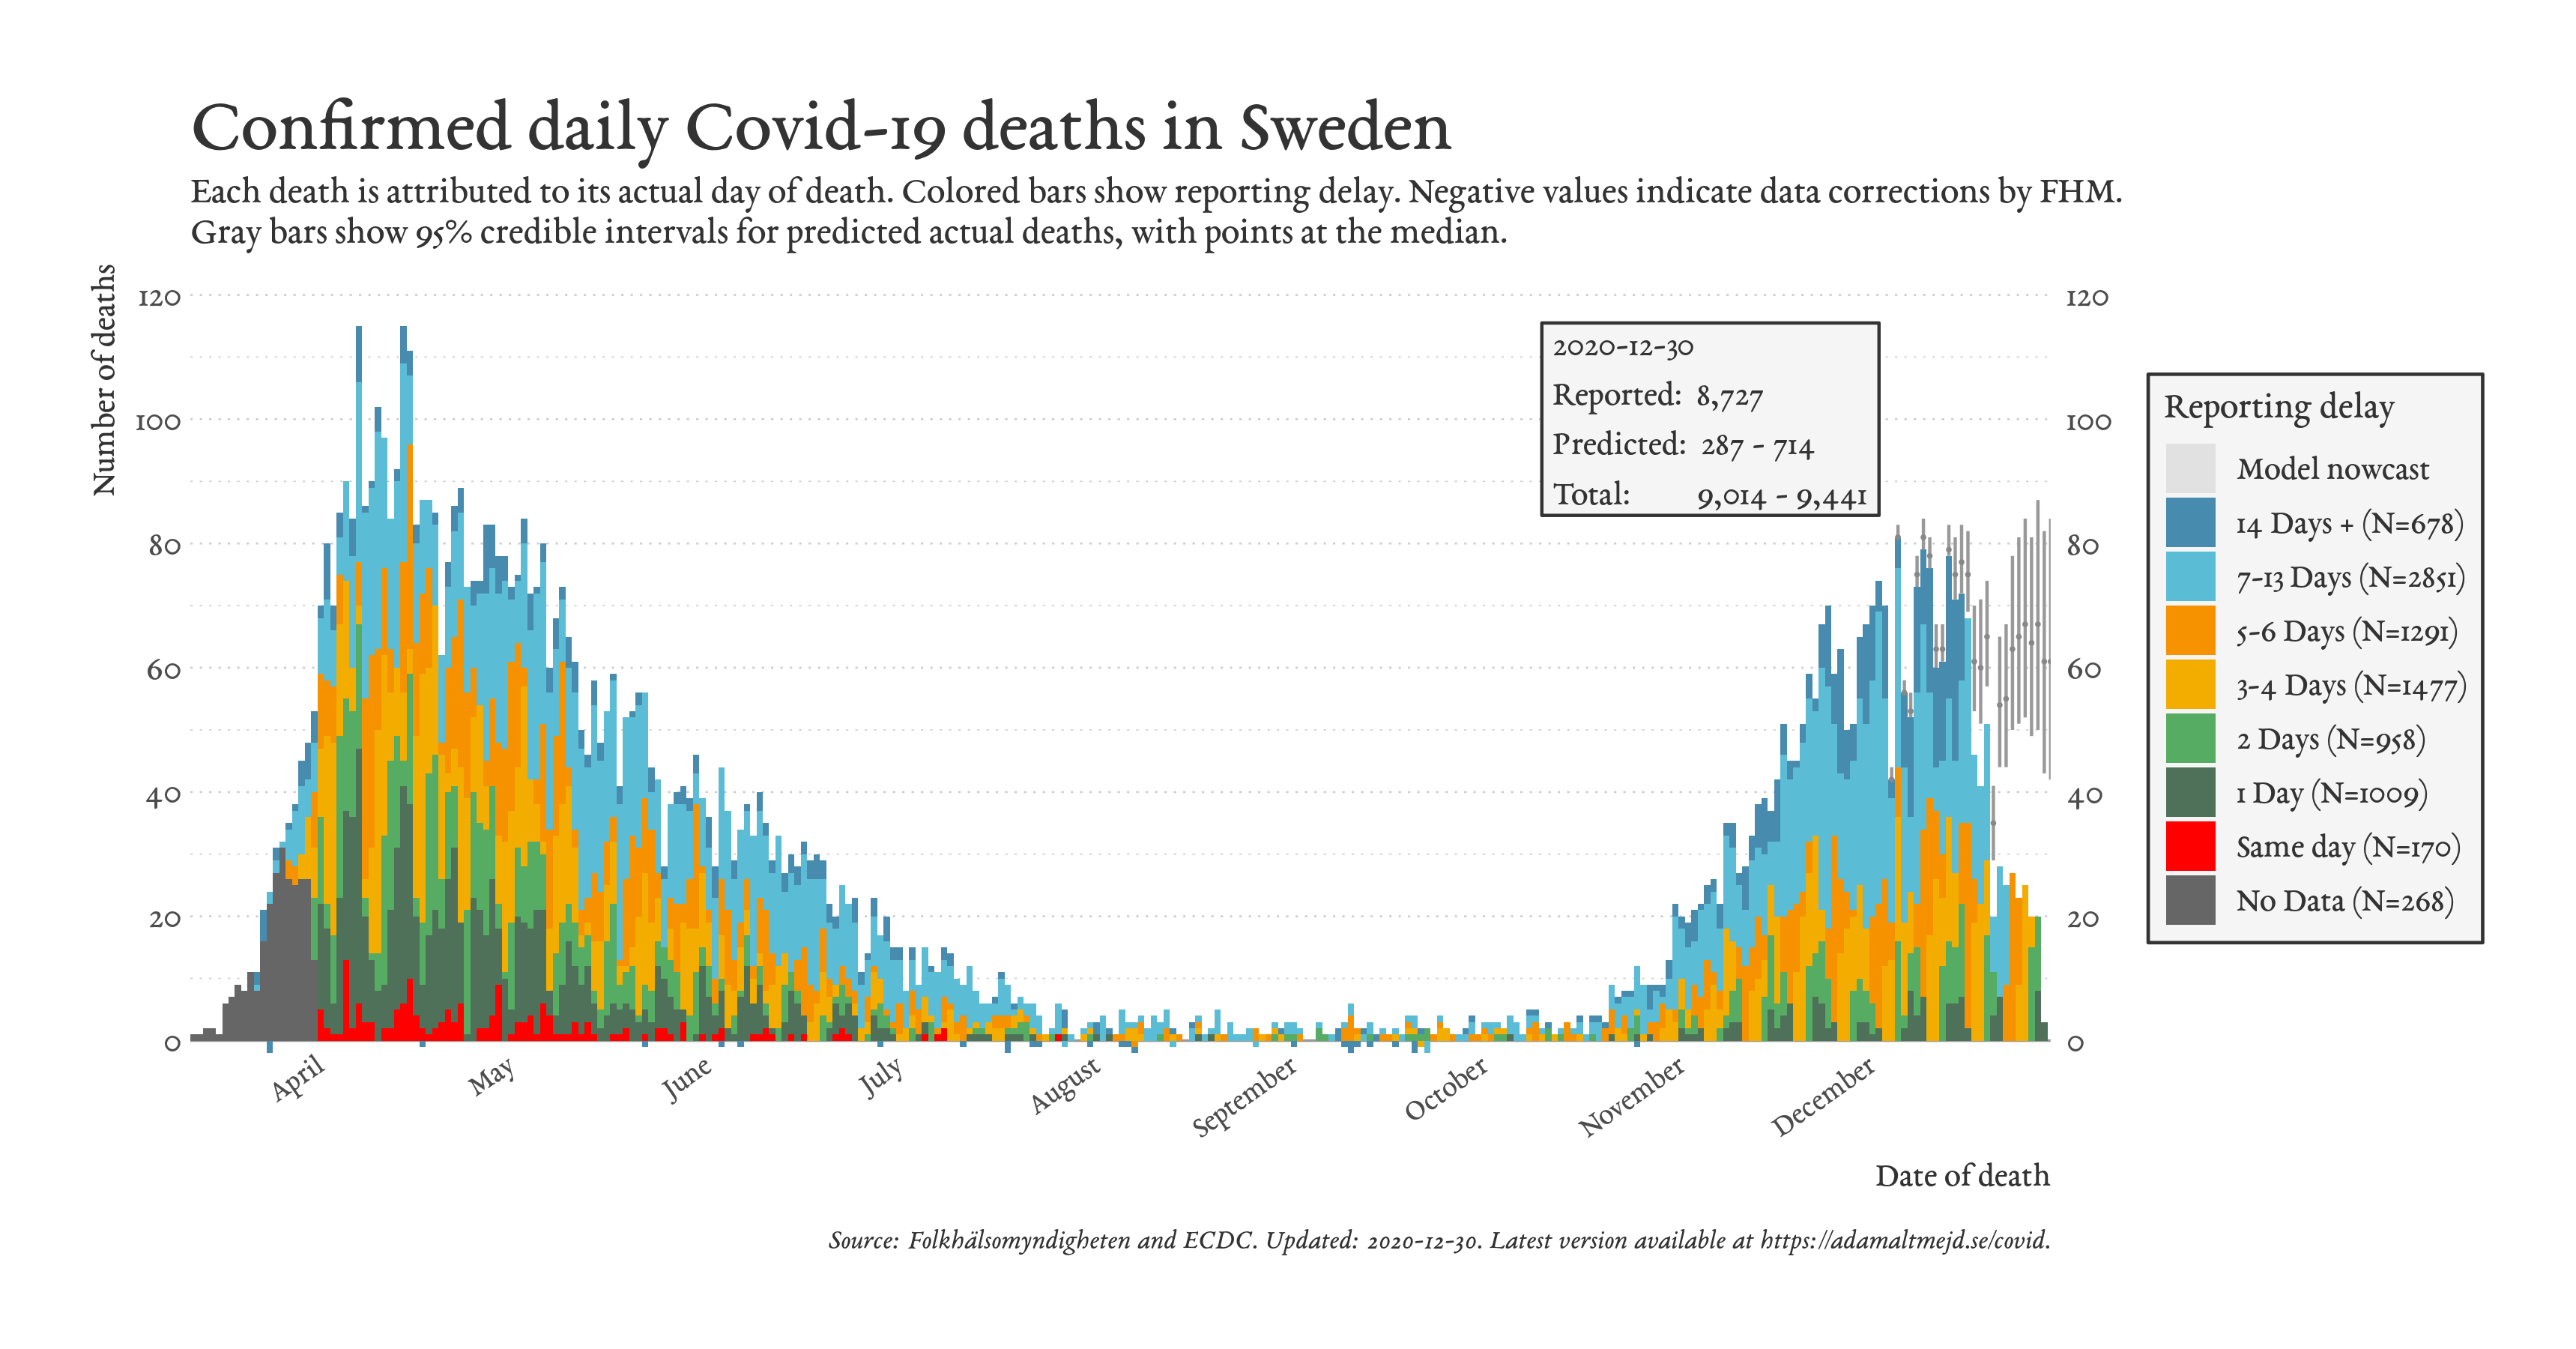 Confirmed daily Covid-19 deaths in Sweden
Each death is attributed to its actual day of death. Colored bars show reporting delay. Negative values indicate data corrections by FHM.
Gray bars show 95% credible intervals for predicted actual deaths, with points at the median.
Number of deaths
120
100
80
60
40
20
0
120
100
80
60
40
20
0
2020-12-30
Reported: 8,727
Predicted: 287 - 714
Total: 9,014 - 9,441
Reporting delay
Model nowcast
14 Days + (N=678)
7-13 Days (N=2851)
5-6 Days (N=1291)
3-4 Days (N=1477)
2 Days (N=958)
1 Day (N=1009)
Same day (N=170)
No Data (N=268)
April
May
June
July
August
September
October
November
December
Date of death
Source: Folkhälsomyndigheten and ECDC. Updated: 2020-12-30. Latest version available at https://adamaltmejd.se/covid.